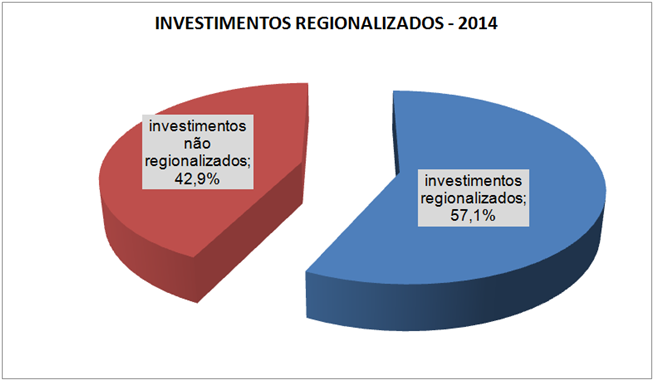 INVESTIMENTOS REGIONALIZADOS - 2014
investimentos
não
regionalizados;
42,9%
investimentos
regionalizados;
57,1%